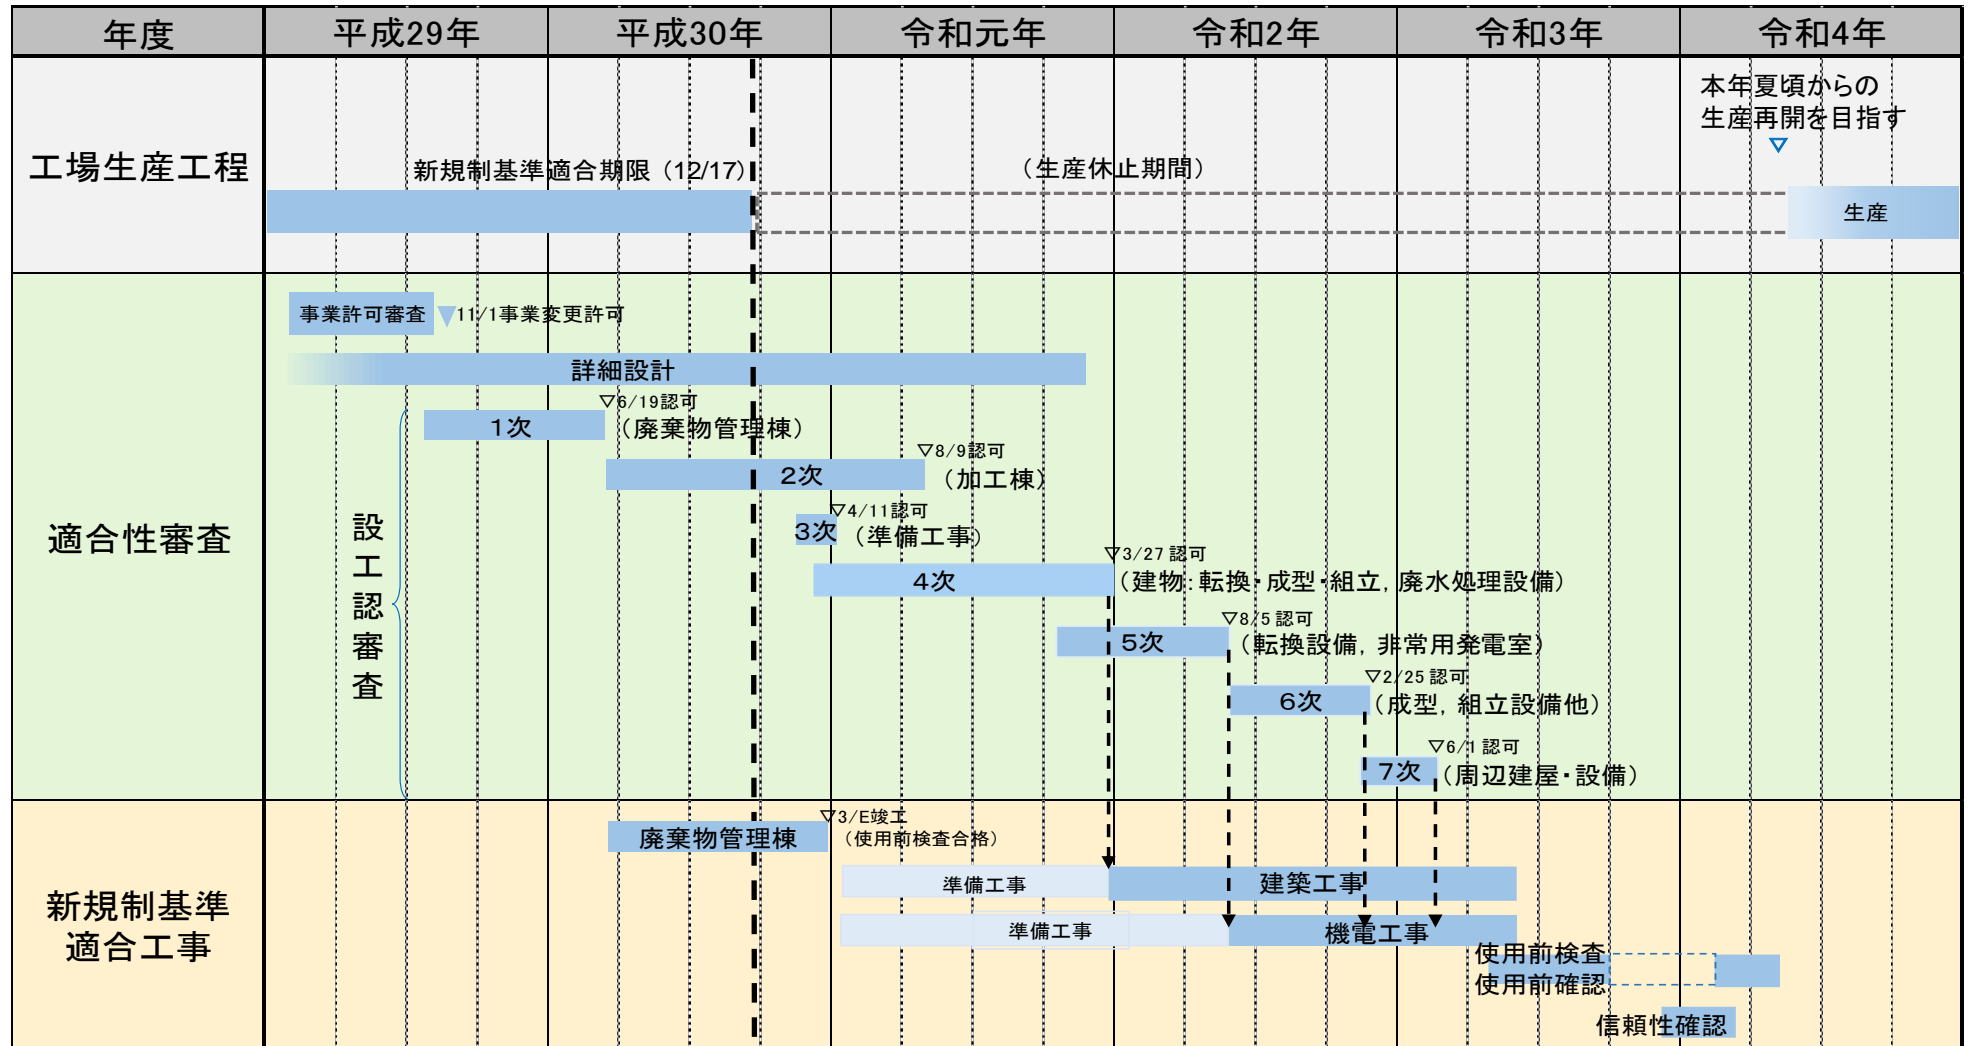 年度
平成29年
平成30年
令和元年
令和2年
令和3年
令和4年
工場生産工程
新規制基準適合期限（12/17）
（生産休止期間）
本年夏頃からの
生産再開を目指す
▽
生産
適合性審査
事業許可審査
▼11/1事業変更許可
詳細設計
設工認審査
1次
▽6/19認可
（廃棄物管理棟）
2次
▽8/9認可
（加工棟）
3次
▽4/11認可
（準備工事）
4次
▽3/27認可
（建物：転換・成型・組立，廃水処理設備）
5次
▽8/5認可
（転換設備，非常用発電室）
6次
▽2/25認可
（成型，組立設備他）
7次
▽6/1認可
（周辺建屋・設備）
新規制基準
適合工事
廃棄物管理棟
▽3/E竣工
（使用前検査合格）
準備工事
建築工事
準備工事
機電工事
使用前検査
使用前確認
信頼性確認